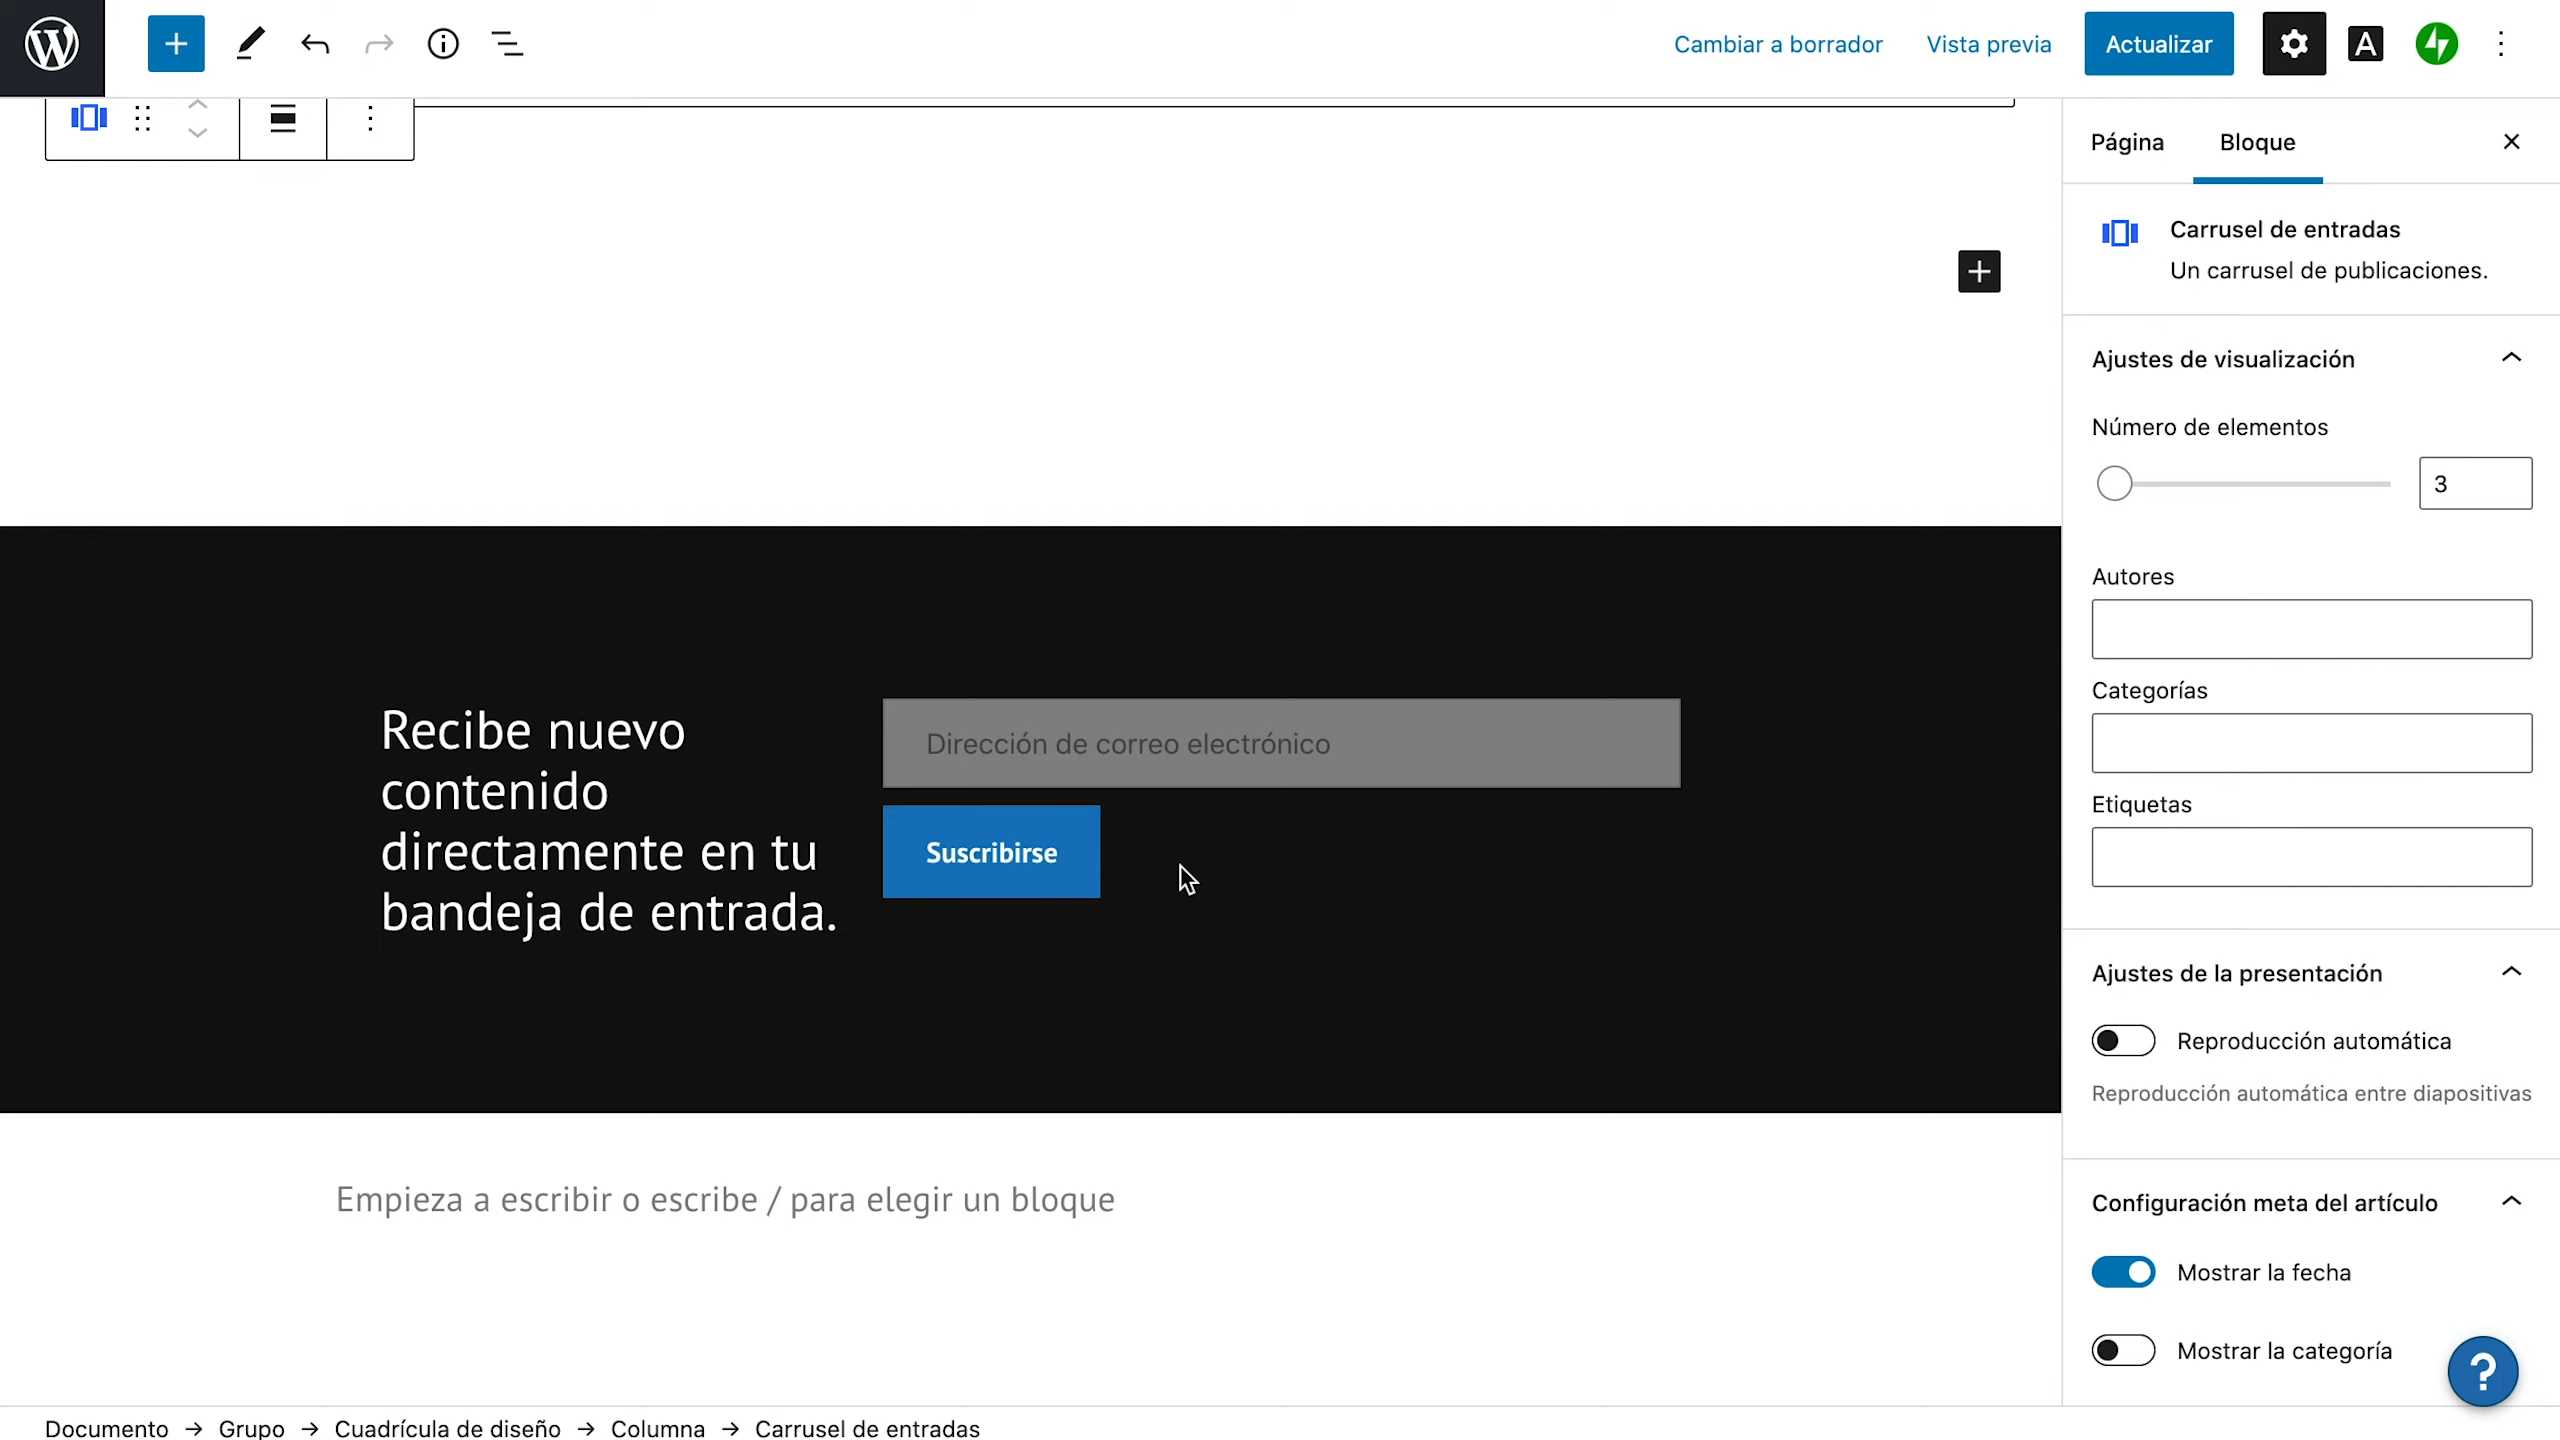 Cambiar a borrador
Vista previa
Actualizar
A
Página
Bloque
Carrusel de entradas
Un carrusel de publicaciones.
Ajustes de visualización
Número de elementos
3
Autores
Categorías
Etiquetas
Ajustes de la presentación
Reproducción automática
Reproducción automática entre diapositivas
Configuración meta del artículo
Mostrar la fecha
Mostrar la categoría
?
Recibe nuevo
contenido
directamente en tu
bandeja de entrada.
Dirección de correo electrónico
Suscribirse
Empieza a escribir o escribe / para elegir un bloque
Documento → Grupo → Cuadrícula de diseño → Columna → Carrusel de entradas